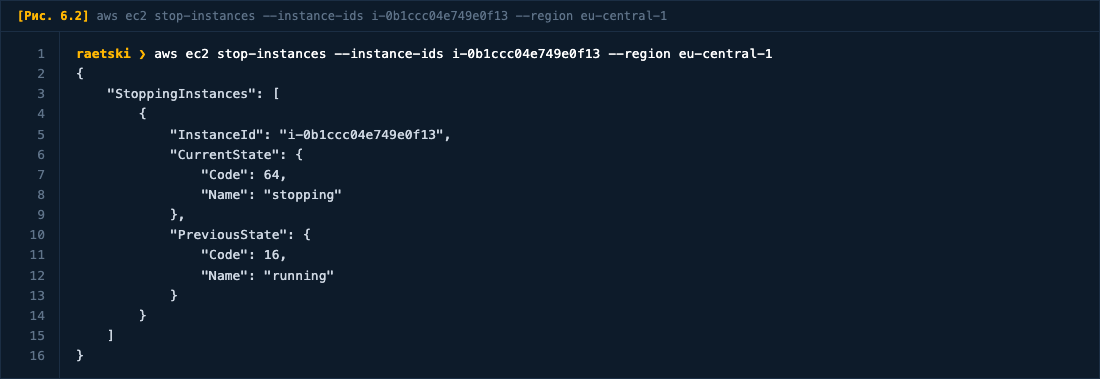 [Рис. 6.2] aws ec2 stop-instances --instance-ids i-0b1ccc04e749e0f13 --region eu-central-1
1 raetski ❯ aws ec2 stop-instances --instance-ids i-0b1ccc04e749e0f13 --region eu-central-1
2 {
3     "StoppingInstances": [
4         {
5             "InstanceId": "i-0b1ccc04e749e0f13",
6             "CurrentState": {
7                 "Code": 64,
8                 "Name": "stopping"
9             },
10             "PreviousState": {
11                 "Code": 16,
12                 "Name": "running"
13             }
14         }
15     ]
16 }